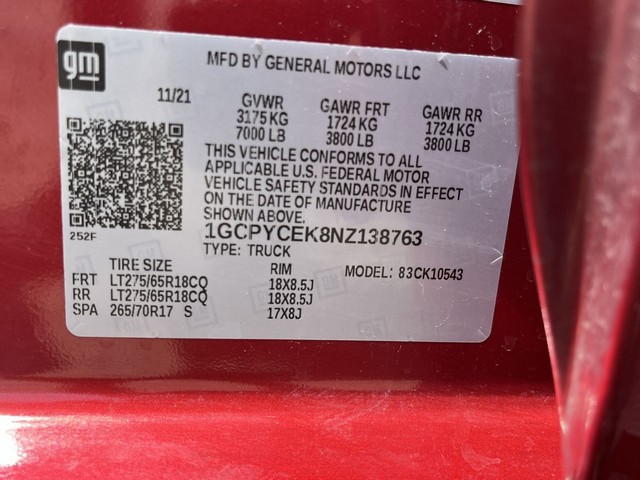 gm
MFD BY GENERAL MOTORS LLC
11/21 GVWR GAWR FRT GAWR RR
3175 KG 1724 KG 1724 KG
7000 LB 3800 LB 3800 LB
THIS VEHICLE CONFORMS TO ALL
APPLICABLE U.S. FEDERAL MOTOR
VEHICLE SAFETY STANDARDS IN EFFECT
ON THE DATE OF MANUFACTURE
SHOWN ABOVE.
252F
1GCPYCEK8NZ138763
TYPE: TRUCK
TIRE SIZE RIM MODEL: 83CK10543
FRT LT275/65R18CQ 18X8.5J
RR LT275/65R18CQ 18X8.5J
SPA 265/70R17 S 17X8J